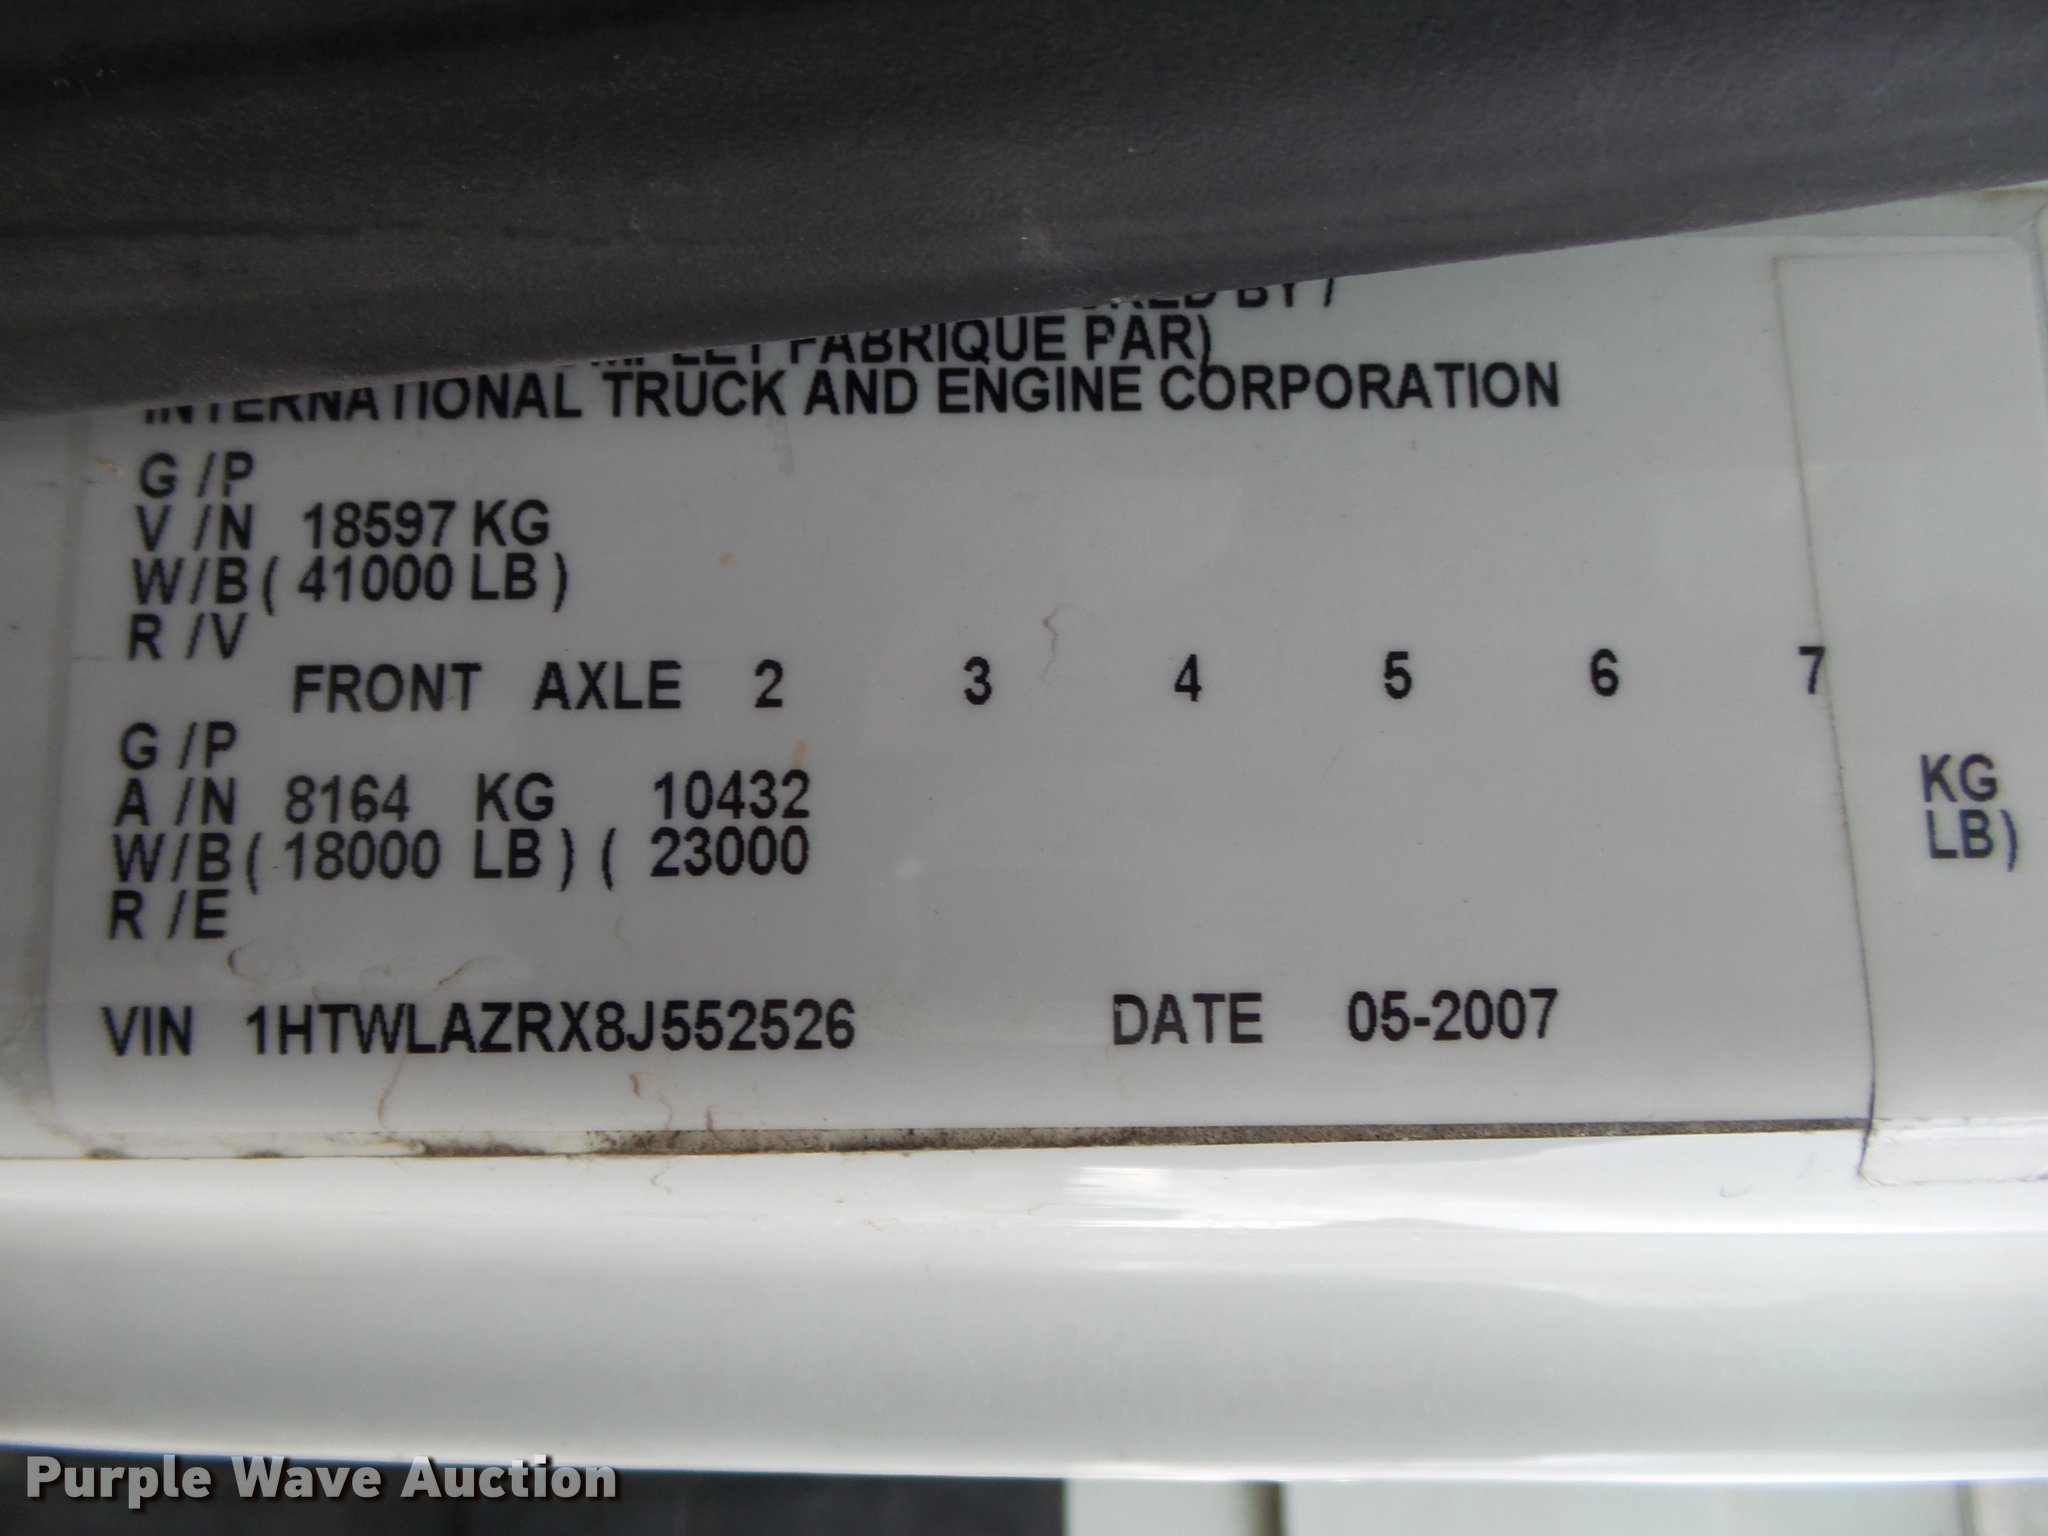 BY /
FABRIQUE PAR)
INTERNATIONAL TRUCK AND ENGINE CORPORATION
G /P
V /N 18597 KG
W/B ( 41000 LB )
R /V
FRONT AXLE 2 3 4 5 6 7
G /P
A /N 8164 KG 10432 KG
W/B ( 18000 LB ) ( 23000 LB)
R /E
VIN 1HTWLAZRX8J552526 DATE 05-2007
Purple Wave Auction